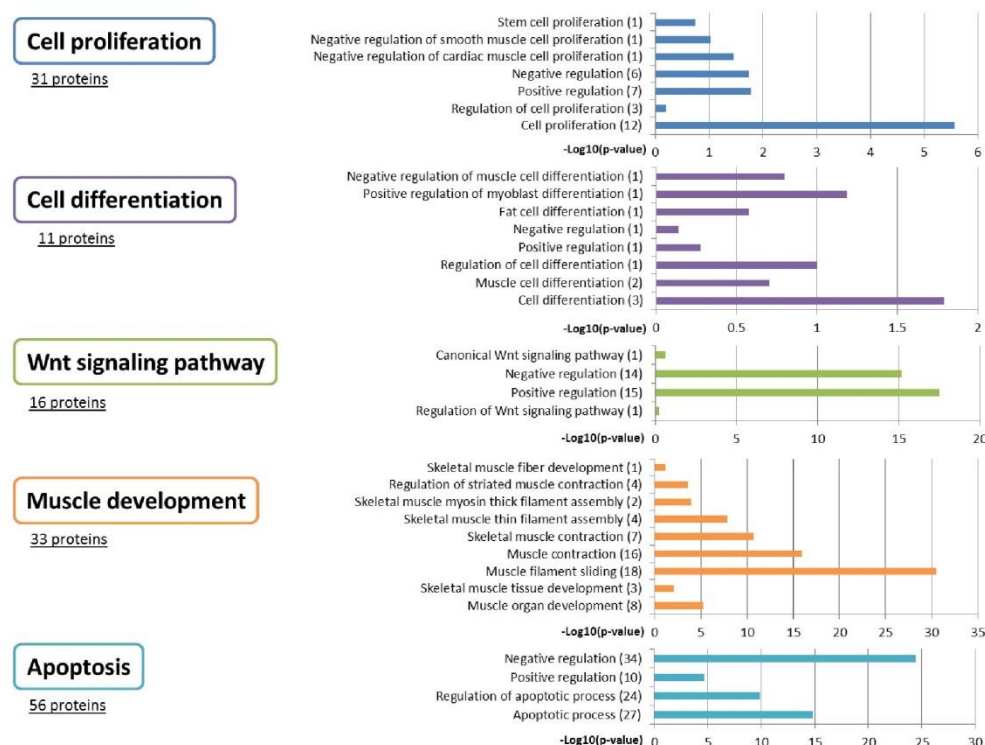 Cell proliferation
31 proteins
Stem cell proliferation (1)
Negative regulation of smooth muscle cell proliferation (1)
Negative regulation of cardiac muscle cell proliferation (1)
Negative regulation (6)
Positive regulation (7)
Regulation of cell proliferation (3)
Cell proliferation (12)
-Log10(p-value) 0 1 2 3 4 5 6
Cell differentiation
11 proteins
Negative regulation of muscle cell differentiation (1)
Positive regulation of myoblast differentiation (1)
Fat cell differentiation (1)
Negative regulation (1)
Positive regulation (1)
Regulation of cell differentiation (1)
Muscle cell differentiation (2)
Cell differentiation (3)
-Log10(p-value) 0 0.5 1 1.5 2
Wnt signaling pathway
16 proteins
Canonical Wnt signaling pathway (1)
Negative regulation (14)
Positive regulation (15)
Regulation of Wnt signaling pathway (1)
-Log10(p-value) 0 5 10 15 20
Muscle development
33 proteins
Skeletal muscle fiber development (1)
Regulation of striated muscle contraction (4)
Skeletal muscle myosin thick filament assembly (2)
Skeletal muscle thin filament assembly (4)
Skeletal muscle contraction (7)
Muscle contraction (16)
Muscle filament sliding (18)
Skeletal muscle tissue development (3)
Muscle organ development (8)
-Log10(p-value) 0 5 10 15 20 25 30 35
Apoptosis
56 proteins
Negative regulation (34)
Positive regulation (10)
Regulation of apoptotic process (24)
Apoptotic process (27)
-Log10(p-value) 0 5 10 15 20 25 30